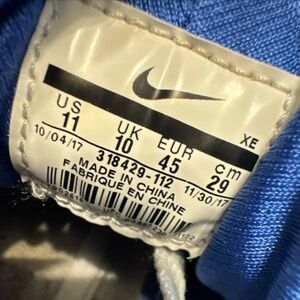 XE
US UK EUR cm
11 10 45 29
10/04/17 318429-112 11/30/17
MADE IN CHINA
FABRIQUE EN CHINE